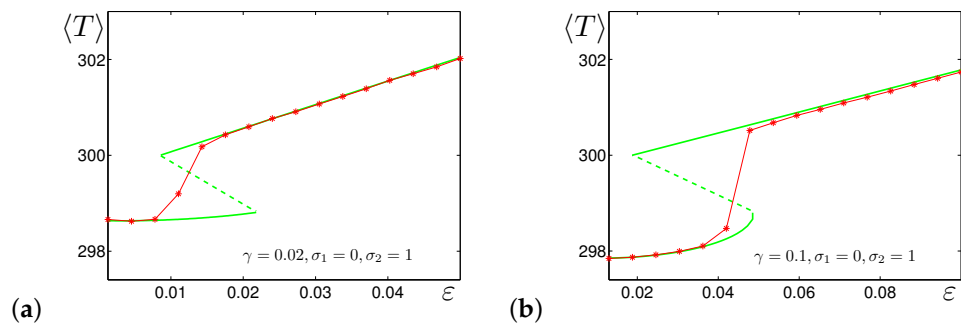 ⟨T⟩
302
300
298
0.01 0.02 0.03 0.04 ε
γ = 0.02, σ₁ = 0, σ₂ = 1
(a)
⟨T⟩
302
300
298
0.02 0.04 0.06 0.08 ε
γ = 0.1, σ₁ = 0, σ₂ = 1
(b)